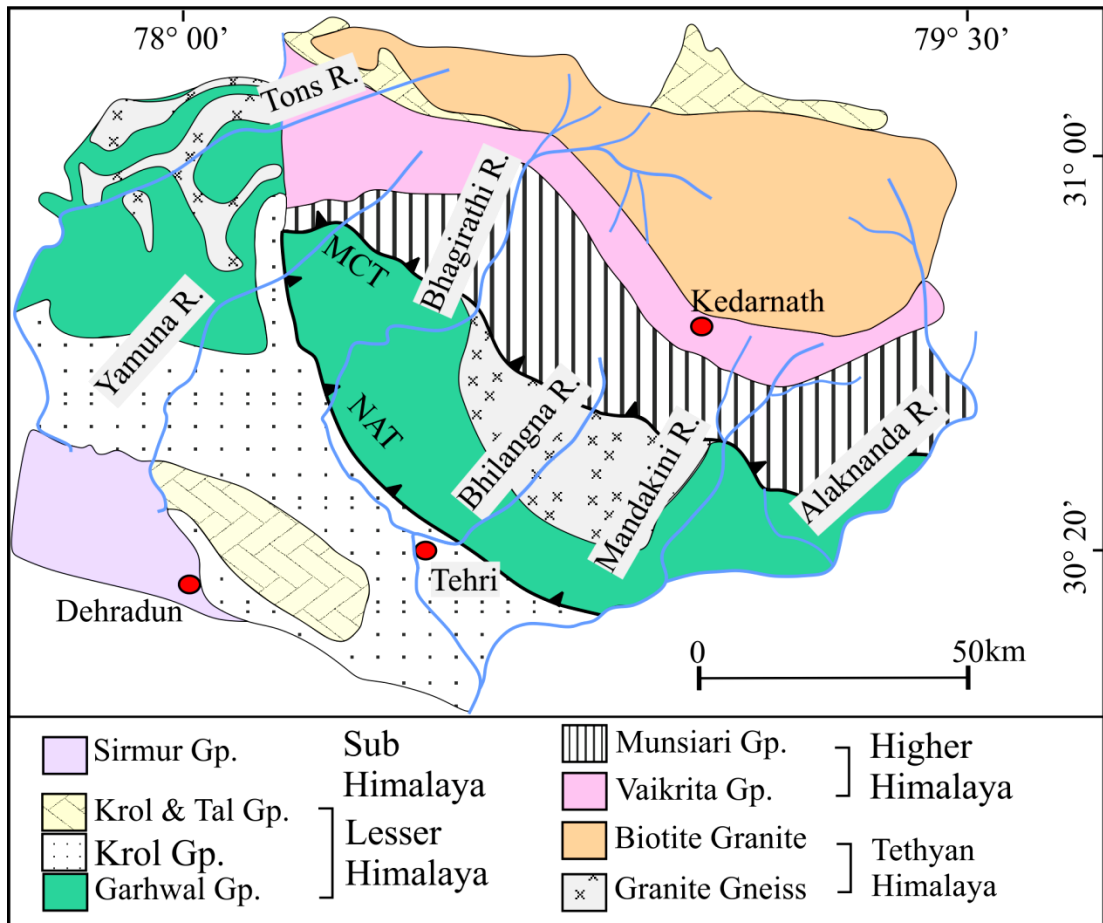 78° 00’
79° 30’
Tons R.
31° 00’
Bhagirathi R.
MCT
Kedarnath
Yamuna R.
NAT
Bhilangna R.
Mandakini R.
Alaknanda R.
30° 20’
Tehri
Dehradun
0
50km
Sirmur Gp.
Sub
Himalaya
Krol & Tal Gp.
Krol Gp.
Garhwal Gp.
Lesser
Himalaya
Munsiari Gp.
Vaikrita Gp.
Higher
Himalaya
Biotite Granite
Granite Gneiss
Tethyan
Himalaya